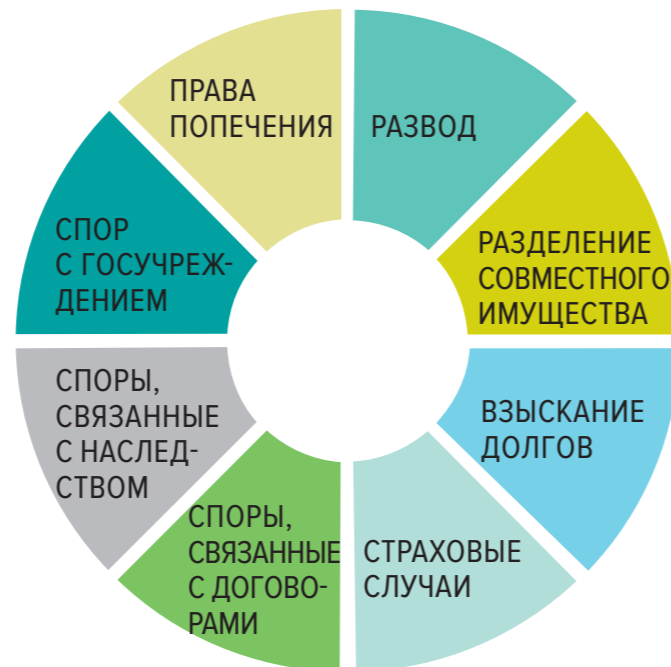 ПРАВА
ПОПЕЧЕНИЯ
РАЗВОД
РАЗДЕЛЕНИЕ
СОВМЕСТНОГО
ИМУЩЕСТВА
ВЗЫСКАНИЕ
ДОЛГОВ
СТРАХОВЫЕ
СЛУЧАИ
СПОРЫ,
СВЯЗАННЫЕ
С ДОГОВО-
РАМИ
СПОРЫ,
СВЯЗАННЫЕ
С НАСЛЕД-
СТВОМ
СПОР
С ГОСУЧРЕЖ-
ДЕНИЕМ